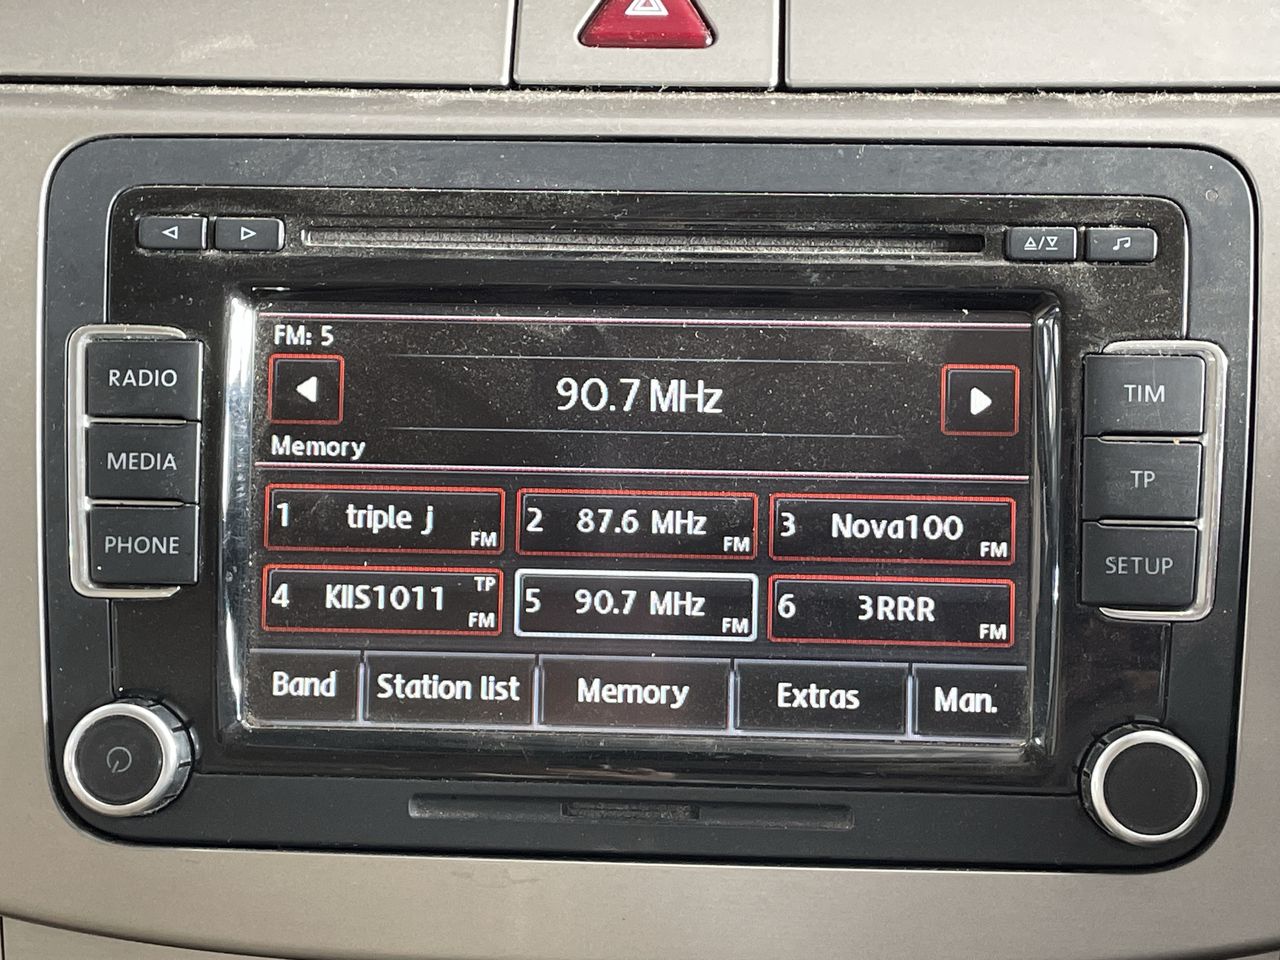 FM: 5
90.7 MHz
Memory
1 triple j FM
2 87.6 MHz FM
3 Nova100 FM
4 KIIS1011 TP FM
5 90.7 MHz FM
6 3RRR FM
Band Station list Memory Extras Man.
RADIO
MEDIA
PHONE
TIM
TP
SETUP